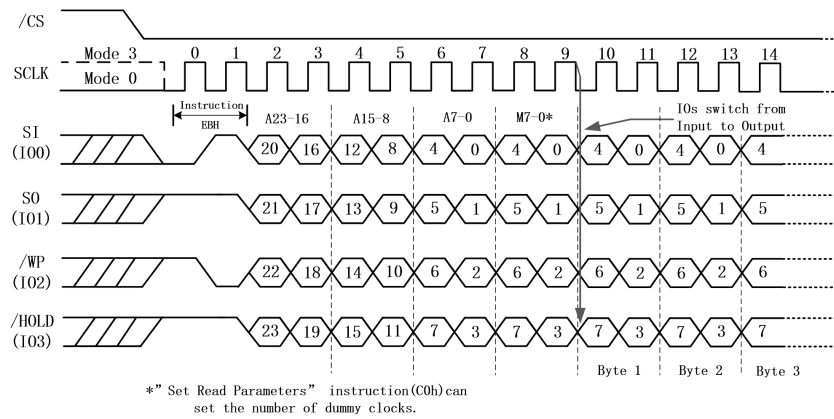 /CS
Mode 3 0 1 2 3 4 5 6 7 8 9 10 11 12 13 14
SCLK
Mode 0
Instruction
EBH
A23-16 A15-8 A7-0 M7-0*
IOs switch from
Input to Output
SI
(IO0)
20 16 12 8 4 0 4 0 4 0 4 0 4
SO
(IO1)
21 17 13 9 5 1 5 1 5 1 5 1 5
/WP
(IO2)
22 18 14 10 6 2 6 2 6 2 6 2 6
/HOLD
(IO3)
23 19 15 11 7 3 7 3 7 3 7 3 7
Byte 1 Byte 2 Byte 3
*" Set Read Parameters" instruction(C0h)can
set the number of dummy clocks.